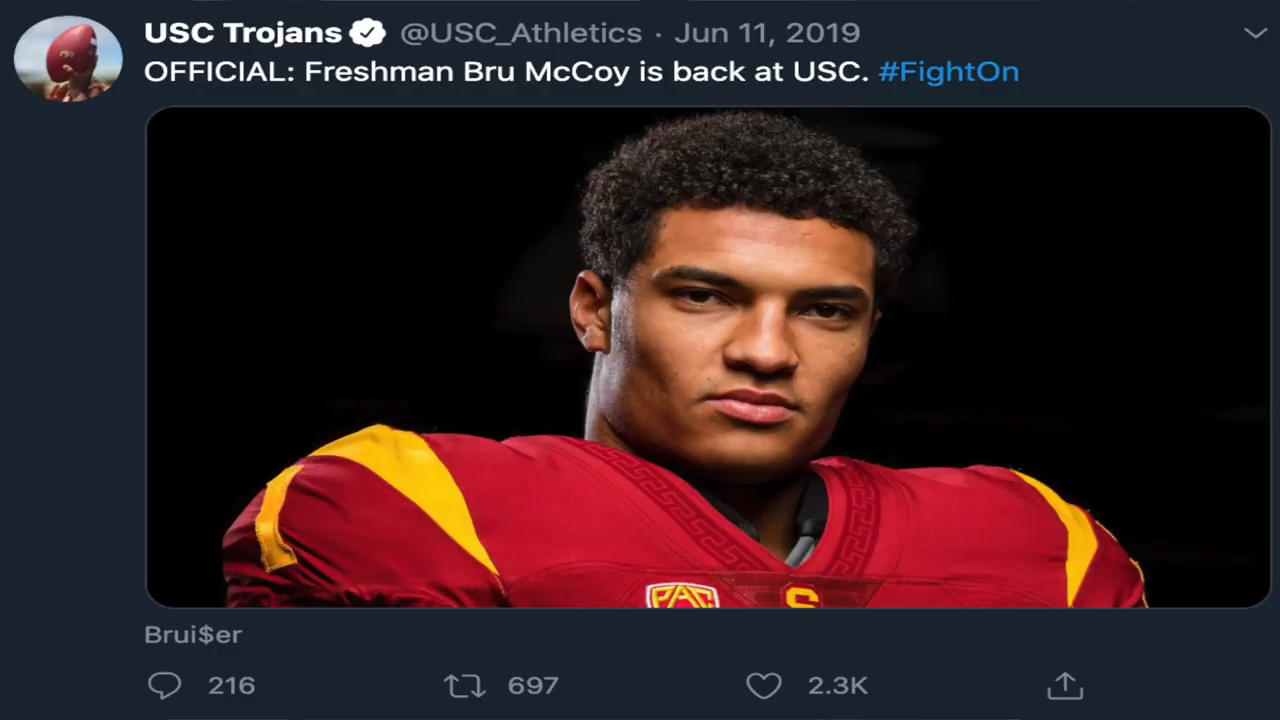 USC Trojans @USC_Athletics · Jun 11, 2019
OFFICIAL: Freshman Bru McCoy is back at USC. #FightOn
PAC
S
Brui$er
216 697 2.3K